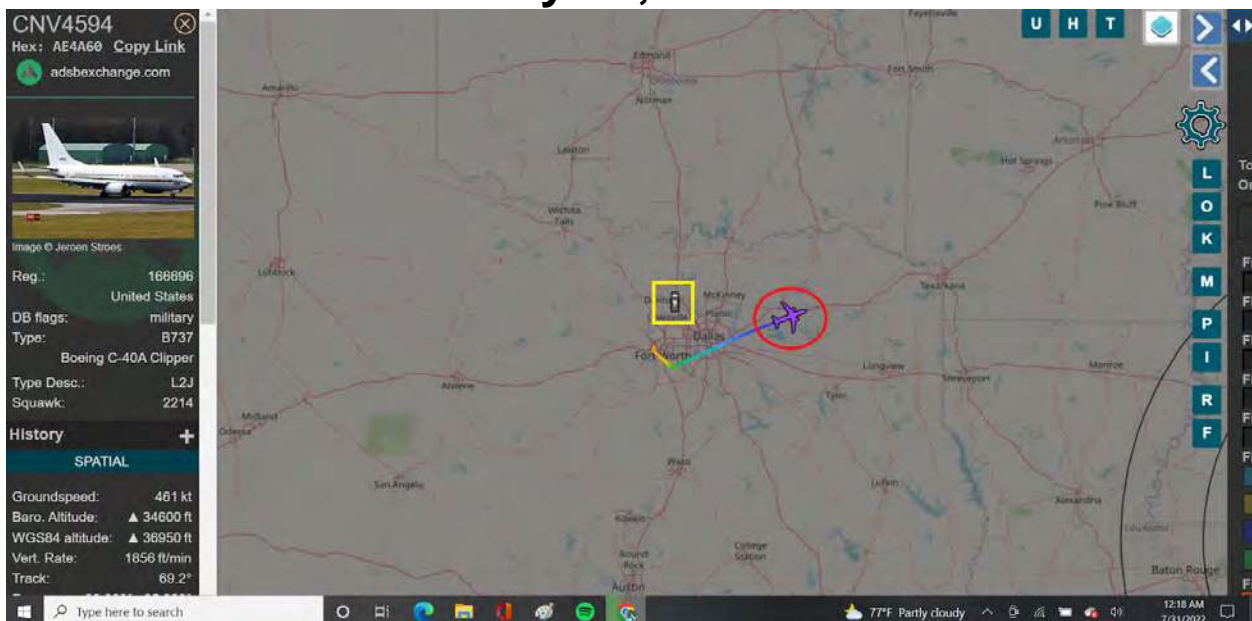 CNV4594
Hex: AE4A60 Copy Link
adsbexchange.com
Image © Jeroen Stroes
Reg.: 166696
United States
DB flags: military
Type: B737
Boeing C-40A Clipper
Type Desc.: L2J
Squawk: 2214
History +
SPATIAL
Groundspeed: 461 kt
Baro. Altitude: ▲ 34600 ft
WGS84 altitude: ▲ 36950 ft
Vert. Rate: 1856 ft/min
Track: 69.2°
U H T
L
O
K
M
P
I
R
F
Fayetteville
Edmond
Fort Smith
Amarillo
Norman
Lawton
Hot Springs
Pine Bluff
Wichita
Falls
Lubbock
Texarkana
McKinney
Plano
Dallas
Fort Worth
Abilene
Longview
Shreveport
Monroe
Tyler
Midland
Odessa
Waco
San Angelo
Lufkin
Alexandria
Killeen
Louisiana
Round
Rock
College
Station
Austin
Baton Rouge
Type here to search
77°F Partly cloudy
12:18 AM
7/31/2022